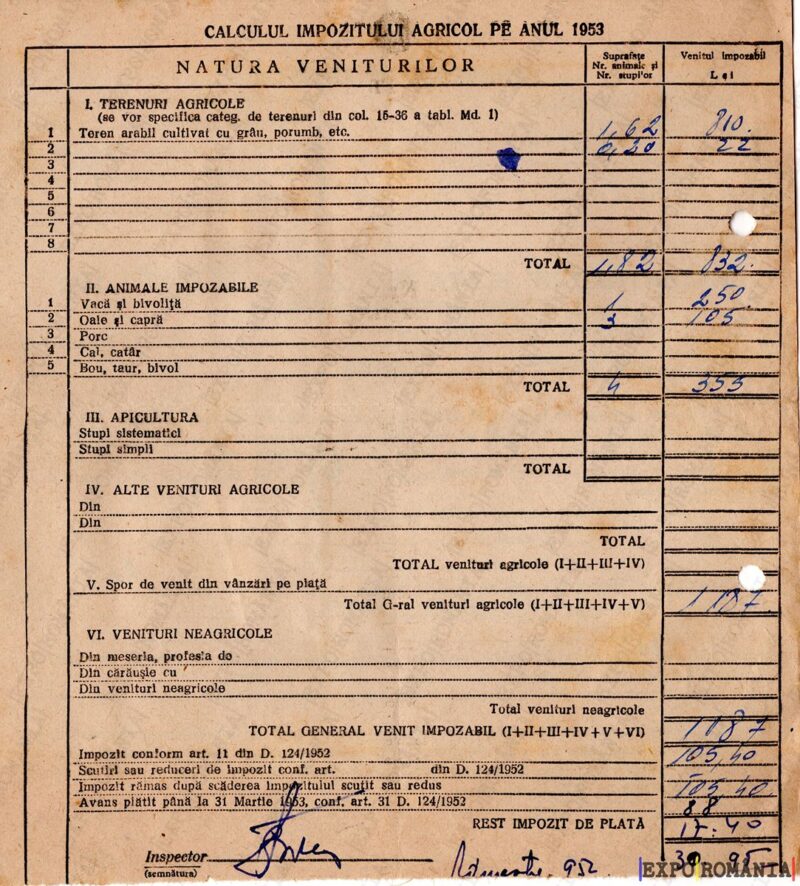 CALCULUL IMPOZITULUI AGRICOL PE ANUL 1953
NATURA VENITURILOR
Suprafațe
Nr. animale și
Nr. stupilor
Venitul impozabil
Lei
I. TERENURI AGRICOLE
(se vor specifica categ. de terenuri din col. 15-36 a tabl. Md. 1)
1 Teren arabil cultivat cu grâu, porumb, etc. 1,62 810.
2 0,20 22
3
4
5
6
7
8
TOTAL 1,82 832.
II. ANIMALE IMPOZABILE
1 Vacă și bivoliță 1 250
2 Oaie și capră 3 105
3 Porc
4 Cal, catâr
5 Bou, taur, bivol
TOTAL 4 355
III. APICULTURA
Stupi sistematici
Stupi simpli
TOTAL
IV. ALTE VENITURI AGRICOLE
Din
Din
TOTAL
TOTAL venituri agricole (I+II+III+IV)
V. Spor de venit din vânzări pe piață
Total G-ral venituri agricole (I+II+III+IV+V) 1187
VI. VENITURI NEAGRICOLE
Din meseria, profesia de
Din cărăușie cu
Din venituri neagricole
Total venituri neagricole
TOTAL GENERAL VENIT IMPOZABIL (I+II+III+IV+V+VI) 1187
Impozit conform art. 11 din D. 124/1952 105,40
Scutiri sau reduceri de impozit conf. art. din D. 124/1952
Impozit rămas după scăderea impozitului scutit sau redus 105,40
Avans plătit până la 31 Martie 1953, conf. art. 31 D. 124/1952 88
REST IMPOZIT DE PLATĂ 17.40
Inspector
(semnătura)
952
EXPO ROMANIA